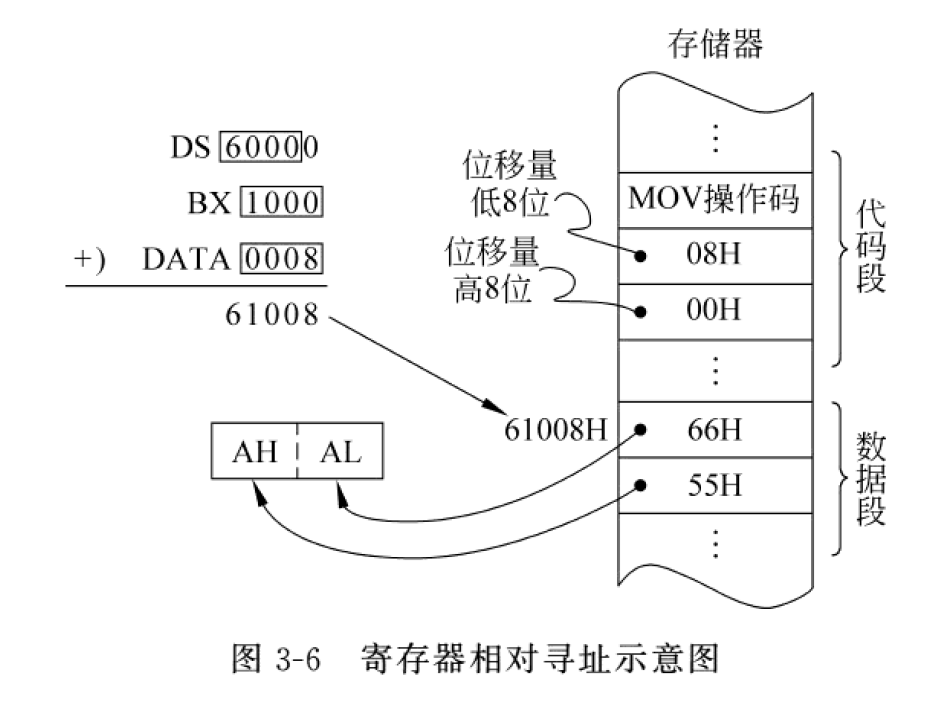 存储器
⋮
DS 60000
BX 1000
+) DATA 0008
61008
位移量
低8位
位移量
高8位
MOV操作码
08H
00H
⋮
代码段
61008H
66H
55H
⋮
数据段
AH AL
图 3-6 寄存器相对寻址示意图